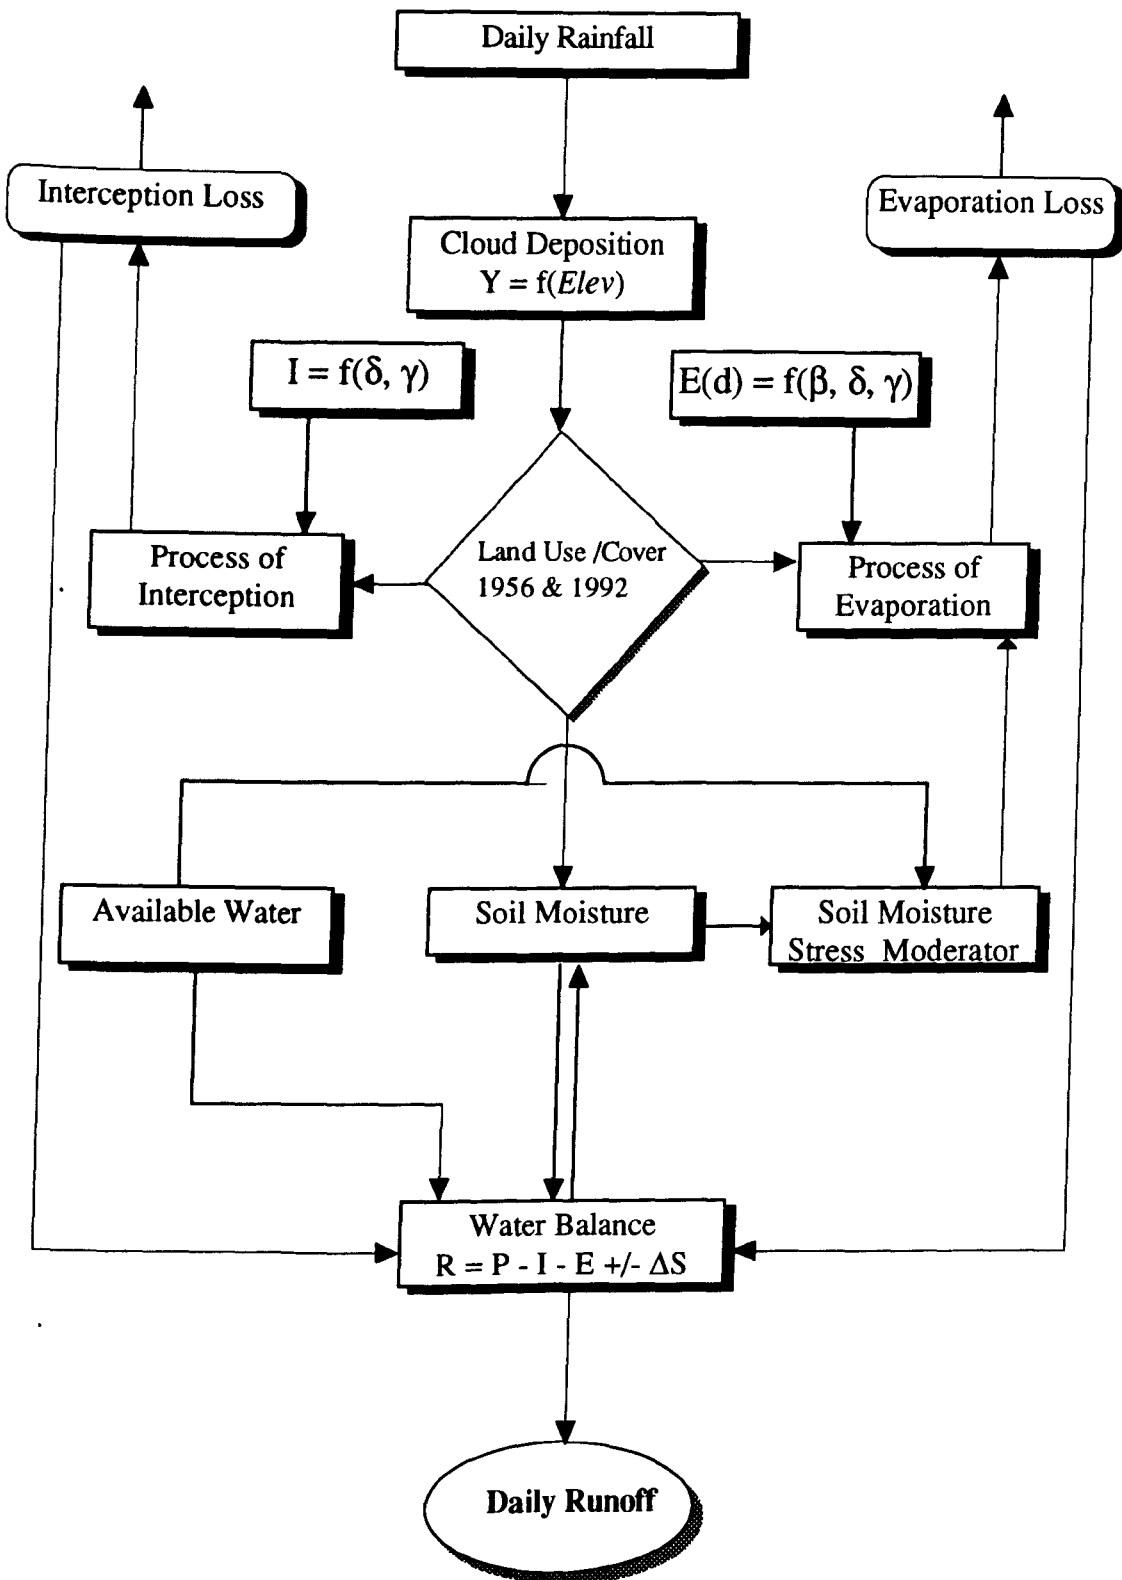 Daily Rainfall
Interception Loss
Evaporation Loss
Cloud Deposition
Y = f(Elev)
I = f(δ, γ)
E(d) = f(β, δ, γ)
Process of
Interception
Land Use /Cover
1956 & 1992
Process of
Evaporation
Available Water
Soil Moisture
Soil Moisture
Stress Moderator
Water Balance
R = P - I - E +/- ΔS
Daily Runoff